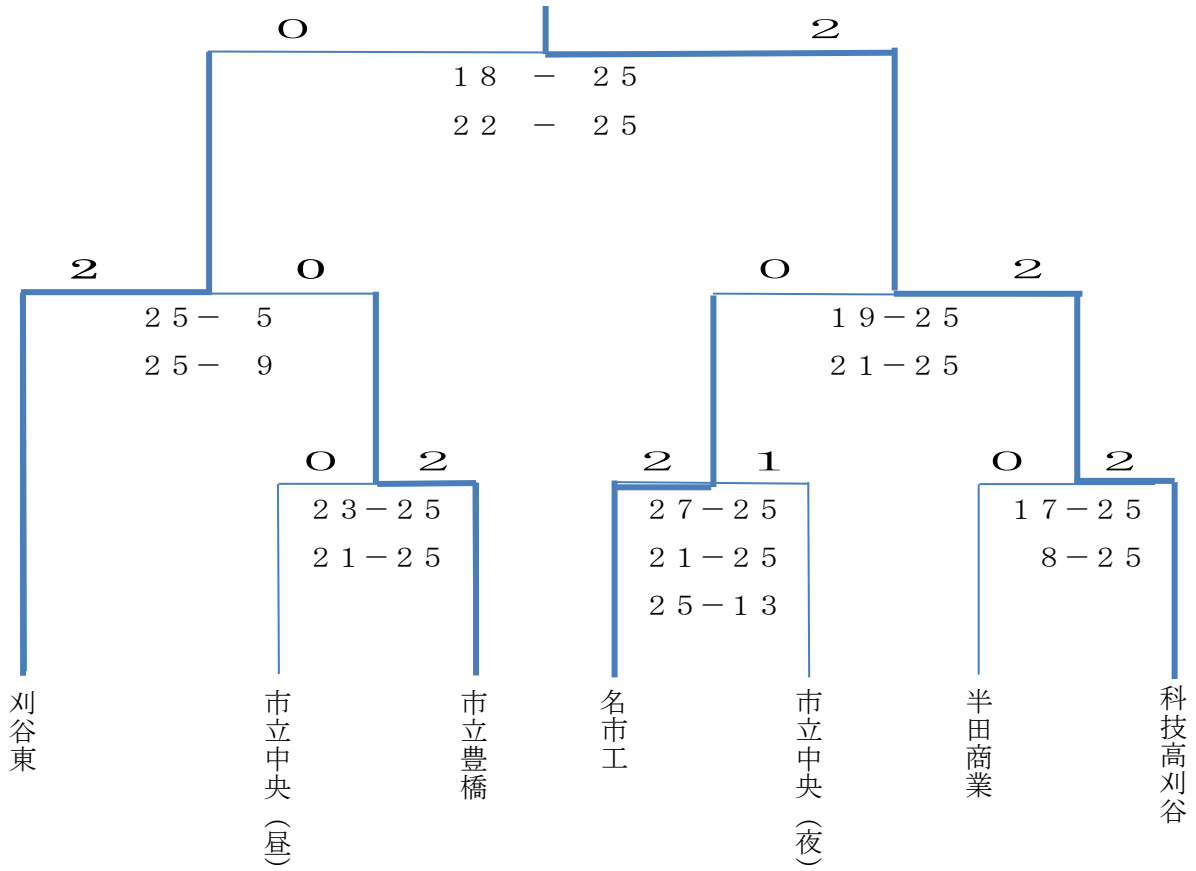 ０ ２
１８ － ２５
２２ － ２５
２ ０ ０ ２
２５－ ５ １９－２５
２５－ ９ ２１－２５
０ ２ ２ １ ０ ２
２３－２５ ２７－２５ １７－２５
２１－２５ ２１－２５ ８－２５
２５－１３
刈谷東
市立中央（昼）
市立豊橋
名市工
市立中央（夜）
半田商業
科技高刈谷